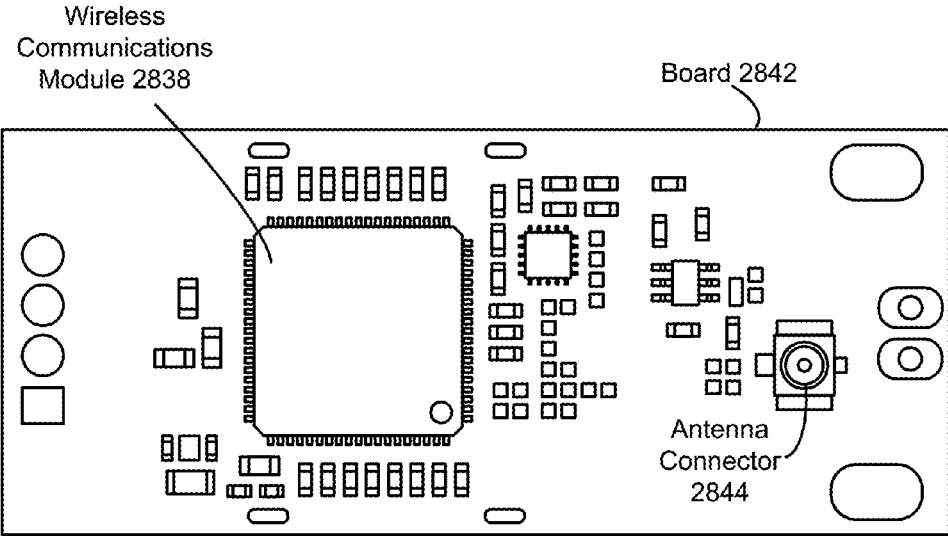 Wireless
Communications
Module 2838
Board 2842
Antenna
Connector
2844